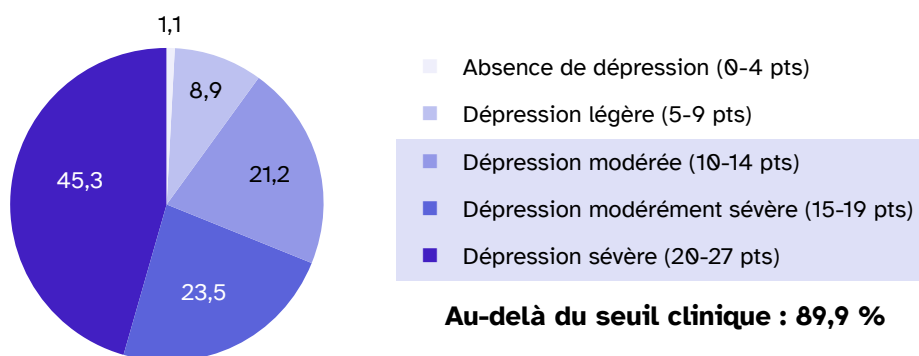 1,1
8,9
21,2
45,3
23,5
Absence de dépression (0-4 pts)
Dépression légère (5-9 pts)
Dépression modérée (10-14 pts)
Dépression modérément sévère (15-19 pts)
Dépression sévère (20-27 pts)
Au-delà du seuil clinique : 89,9 %